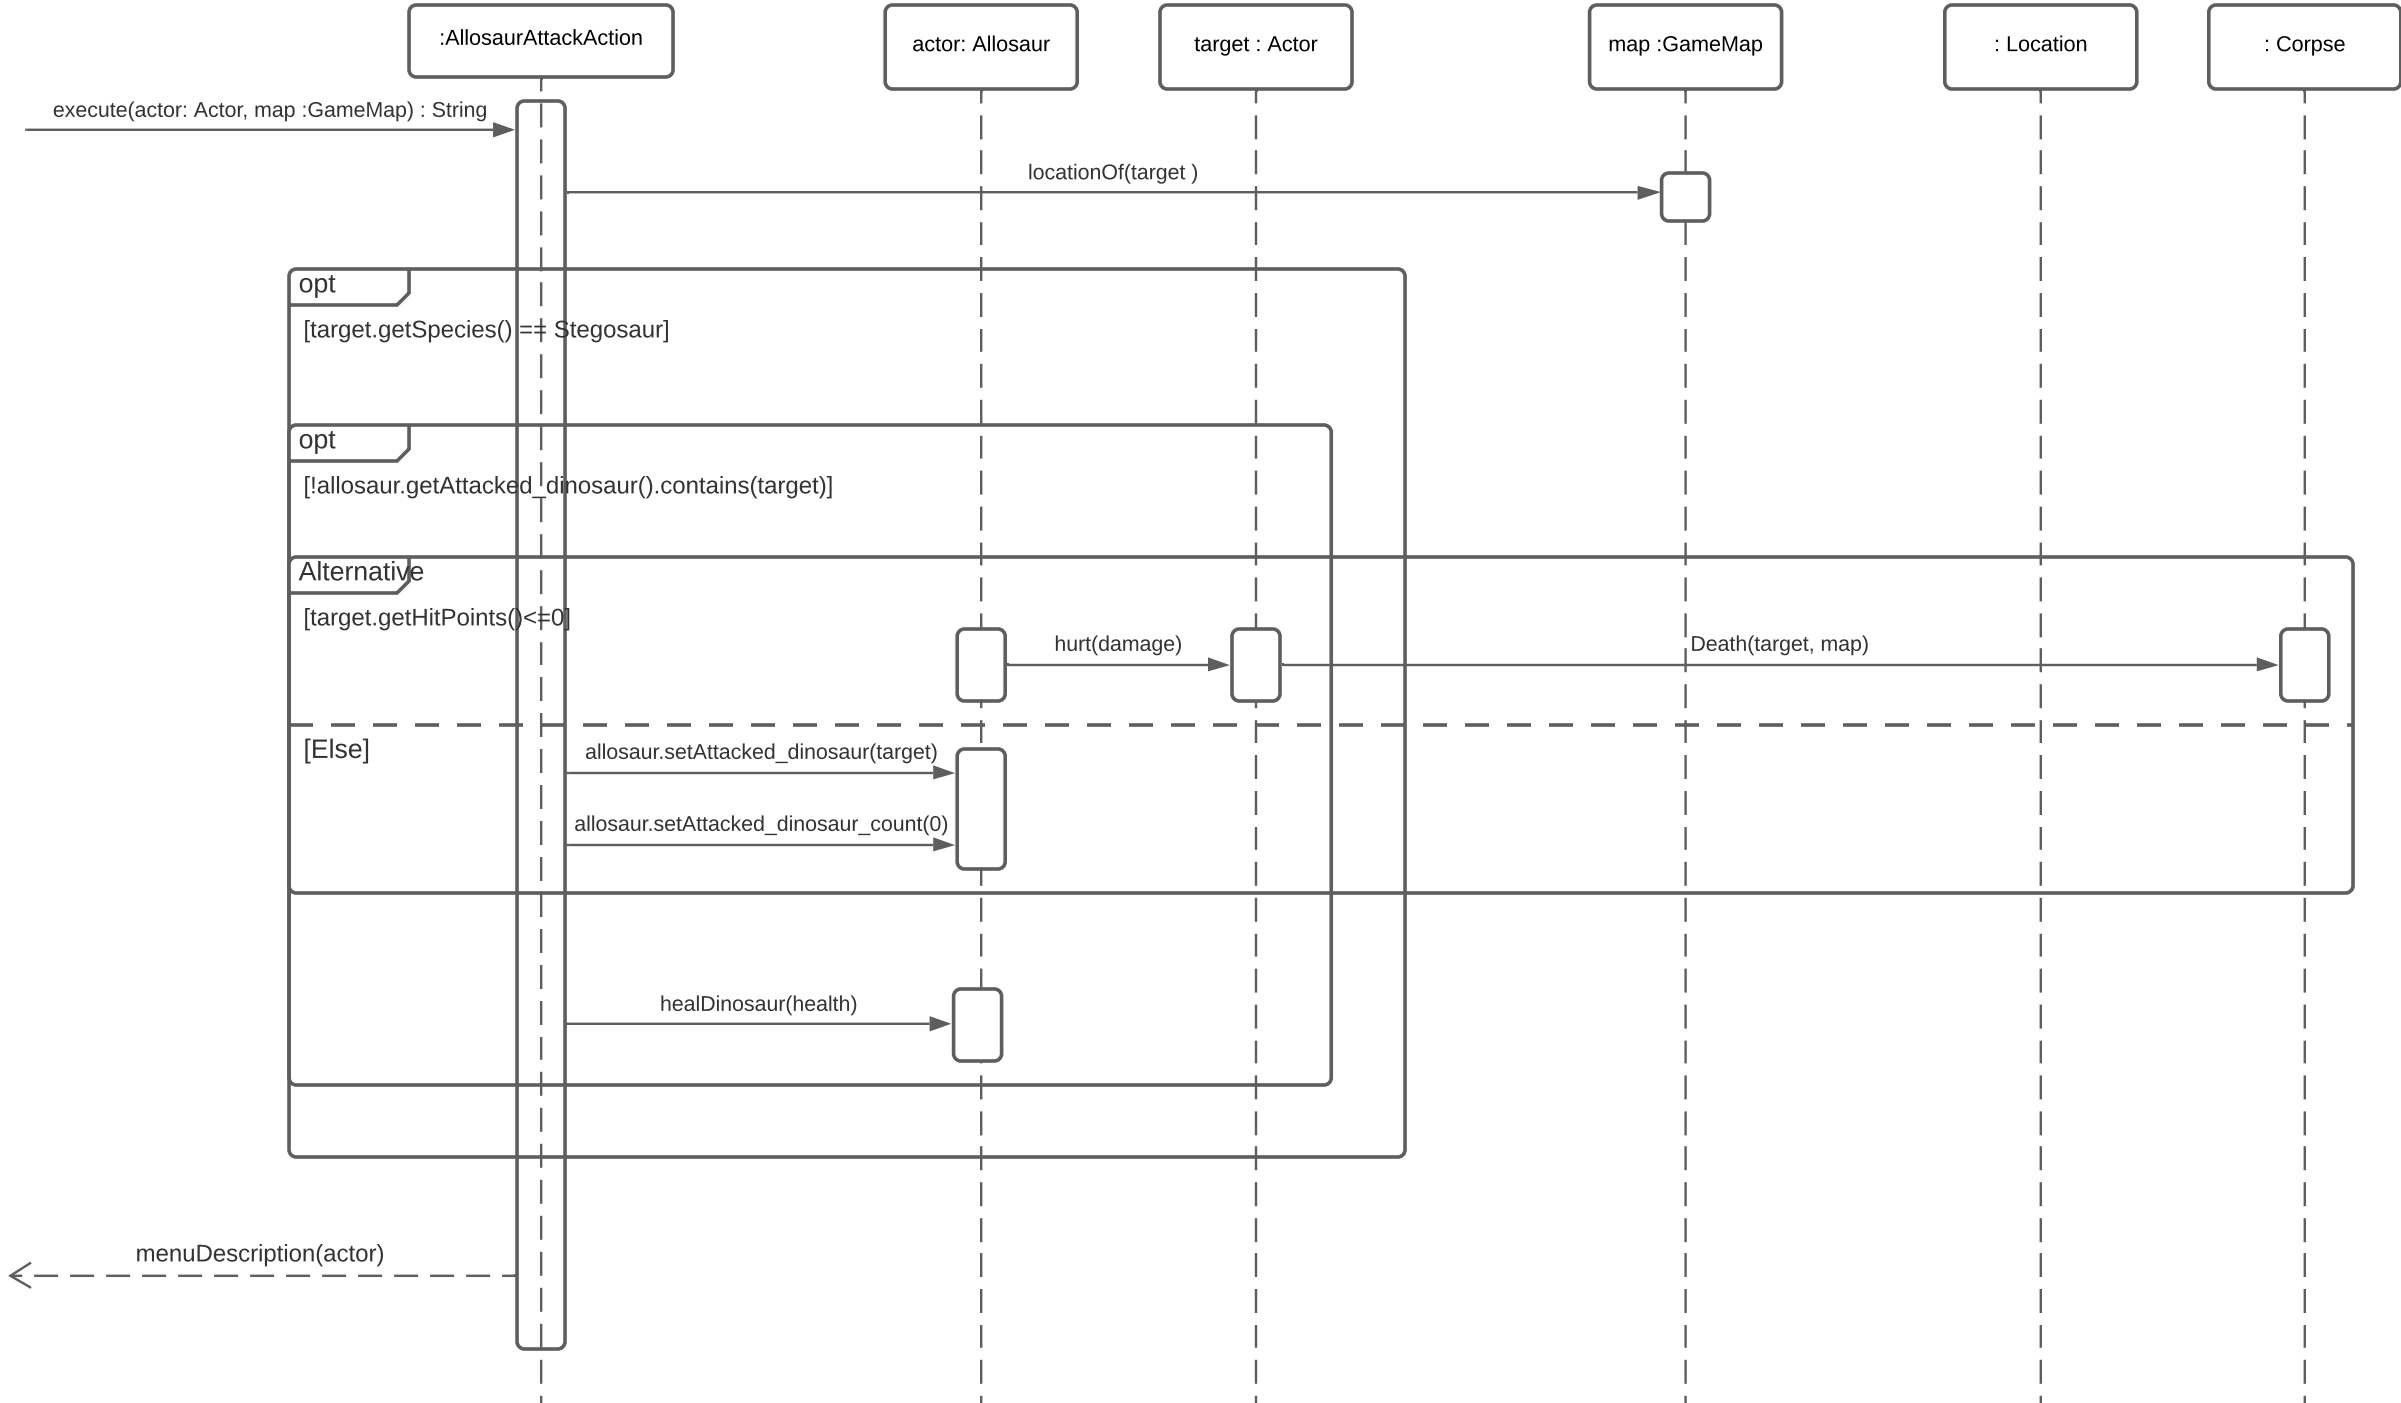 :AllosaurAttackAction
actor: Allosaur
target : Actor
map :GameMap
: Location
: Corpse
execute(actor: Actor, map :GameMap) : String
locationOf(target )
opt
[target.getSpecies() == Stegosaur]
opt
[!allosaur.getAttacked_dinosaur().contains(target)]
Alternative
[target.getHitPoints()<=0]
hurt(damage)
Death(target, map)
[Else]
allosaur.setAttacked_dinosaur(target)
allosaur.setAttacked_dinosaur_count(0)
healDinosaur(health)
menuDescription(actor)